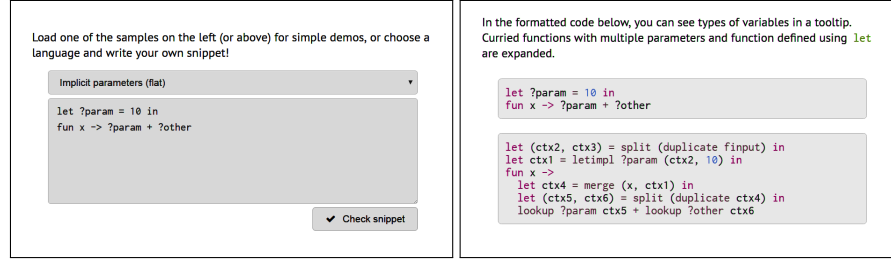 Load one of the samples on the left (or above) for simple demos, or choose a
language and write your own snippet!
Implicit parameters (flat)
let ?param = 10 in
fun x -> ?param + ?other
Check snippet
In the formatted code below, you can see types of variables in a tooltip.
Curried functions with multiple parameters and function defined using let
are expanded.
let ?param = 10 in
fun x -> ?param + ?other
let (ctx2, ctx3) = split (duplicate finput) in
let ctx1 = letimpl ?param (ctx2, 10) in
fun x ->
  let ctx4 = merge (x, ctx1) in
  let (ctx5, ctx6) = split (duplicate ctx4) in
  lookup ?param ctx5 + lookup ?other ctx6